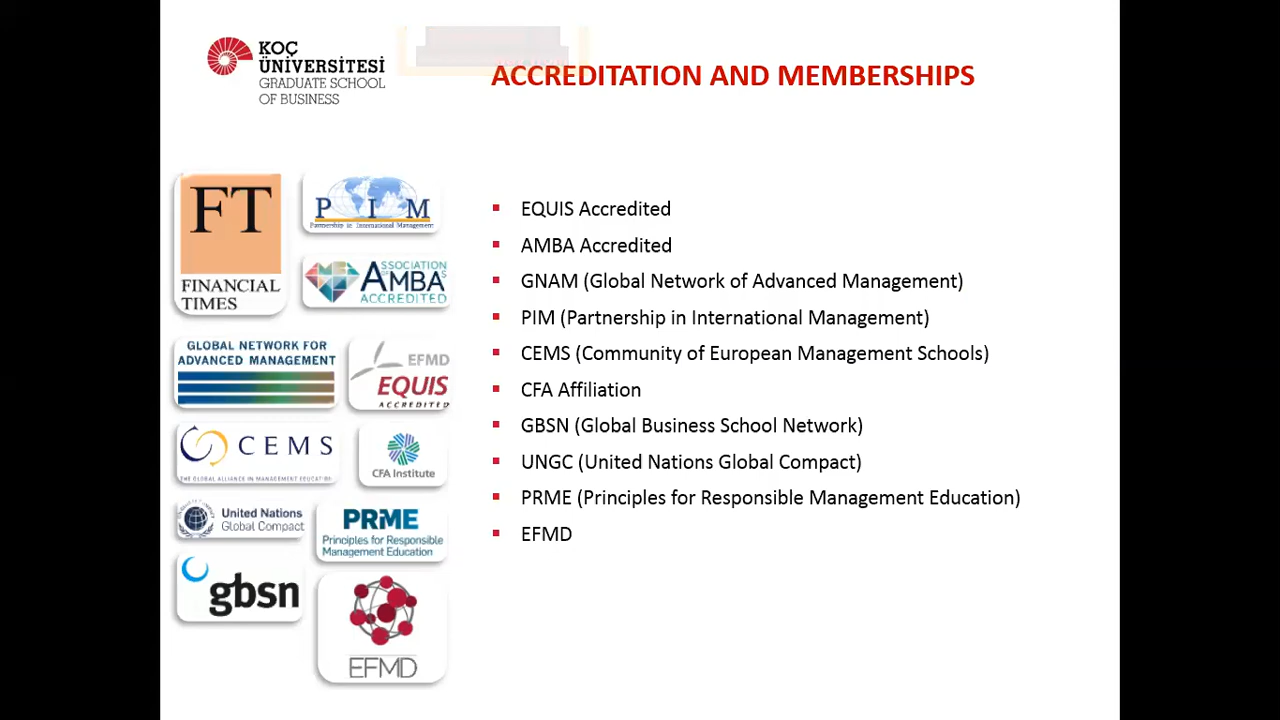 KOÇ
ÜNİVERSİTESİ
GRADUATE SCHOOL
OF BUSINESS
ACCREDITATION AND MEMBERSHIPS
FT
FINANCIAL
TIMES
PIM
Partnership in International Management
ASSOCIATION
OF
AMBA'S
ACCREDITED
GLOBAL NETWORK FOR
ADVANCED MANAGEMENT
EFMD
EQUIS
ACCREDITED
CEMS
THE GLOBAL ALLIANCE IN MANAGEMENT EDUCATION
CFA Institute
United Nations
Global Compact
PRME
Principles for Responsible
Management Education
gbsn
EFMD
▪ EQUIS Accredited
▪ AMBA Accredited
▪ GNAM (Global Network of Advanced Management)
▪ PIM (Partnership in International Management)
▪ CEMS (Community of European Management Schools)
▪ CFA Affiliation
▪ GBSN (Global Business School Network)
▪ UNGC (United Nations Global Compact)
▪ PRME (Principles for Responsible Management Education)
▪ EFMD